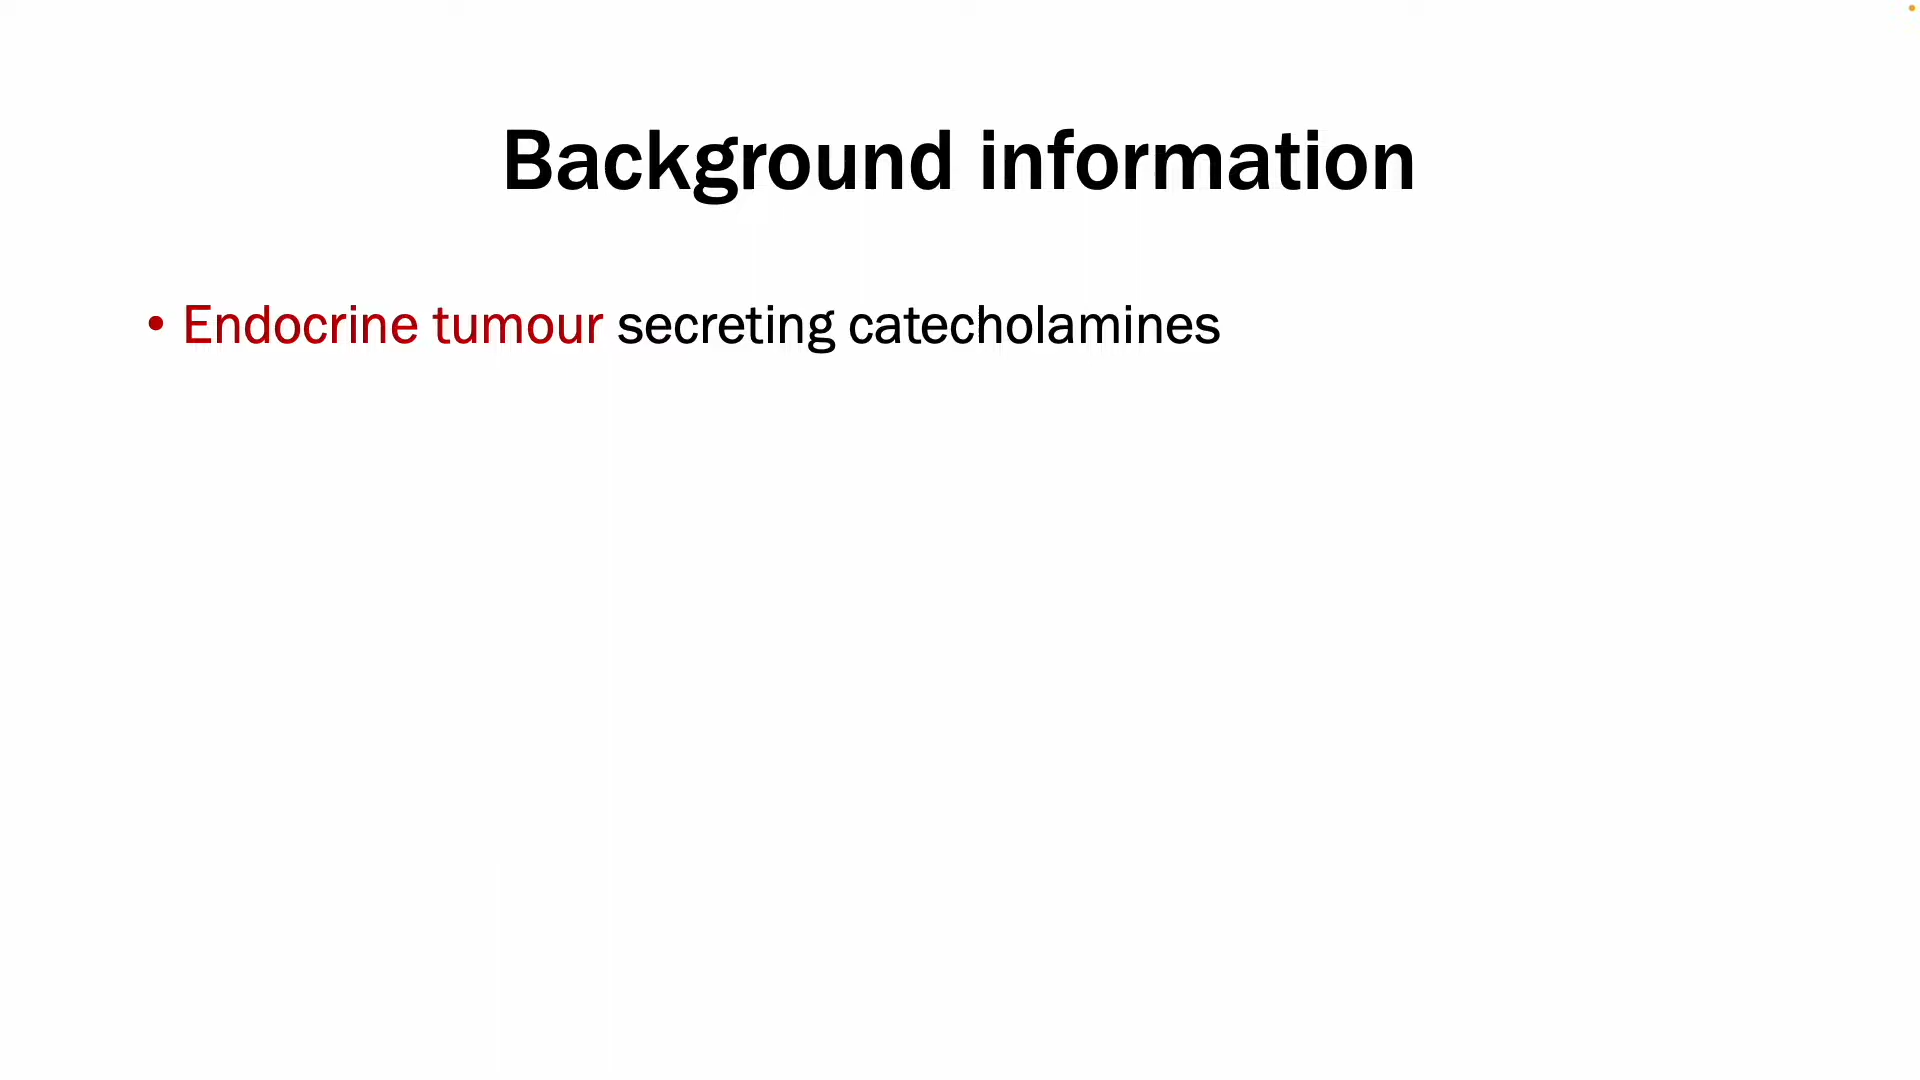 Background information
• Endocrine tumour secreting catecholamines